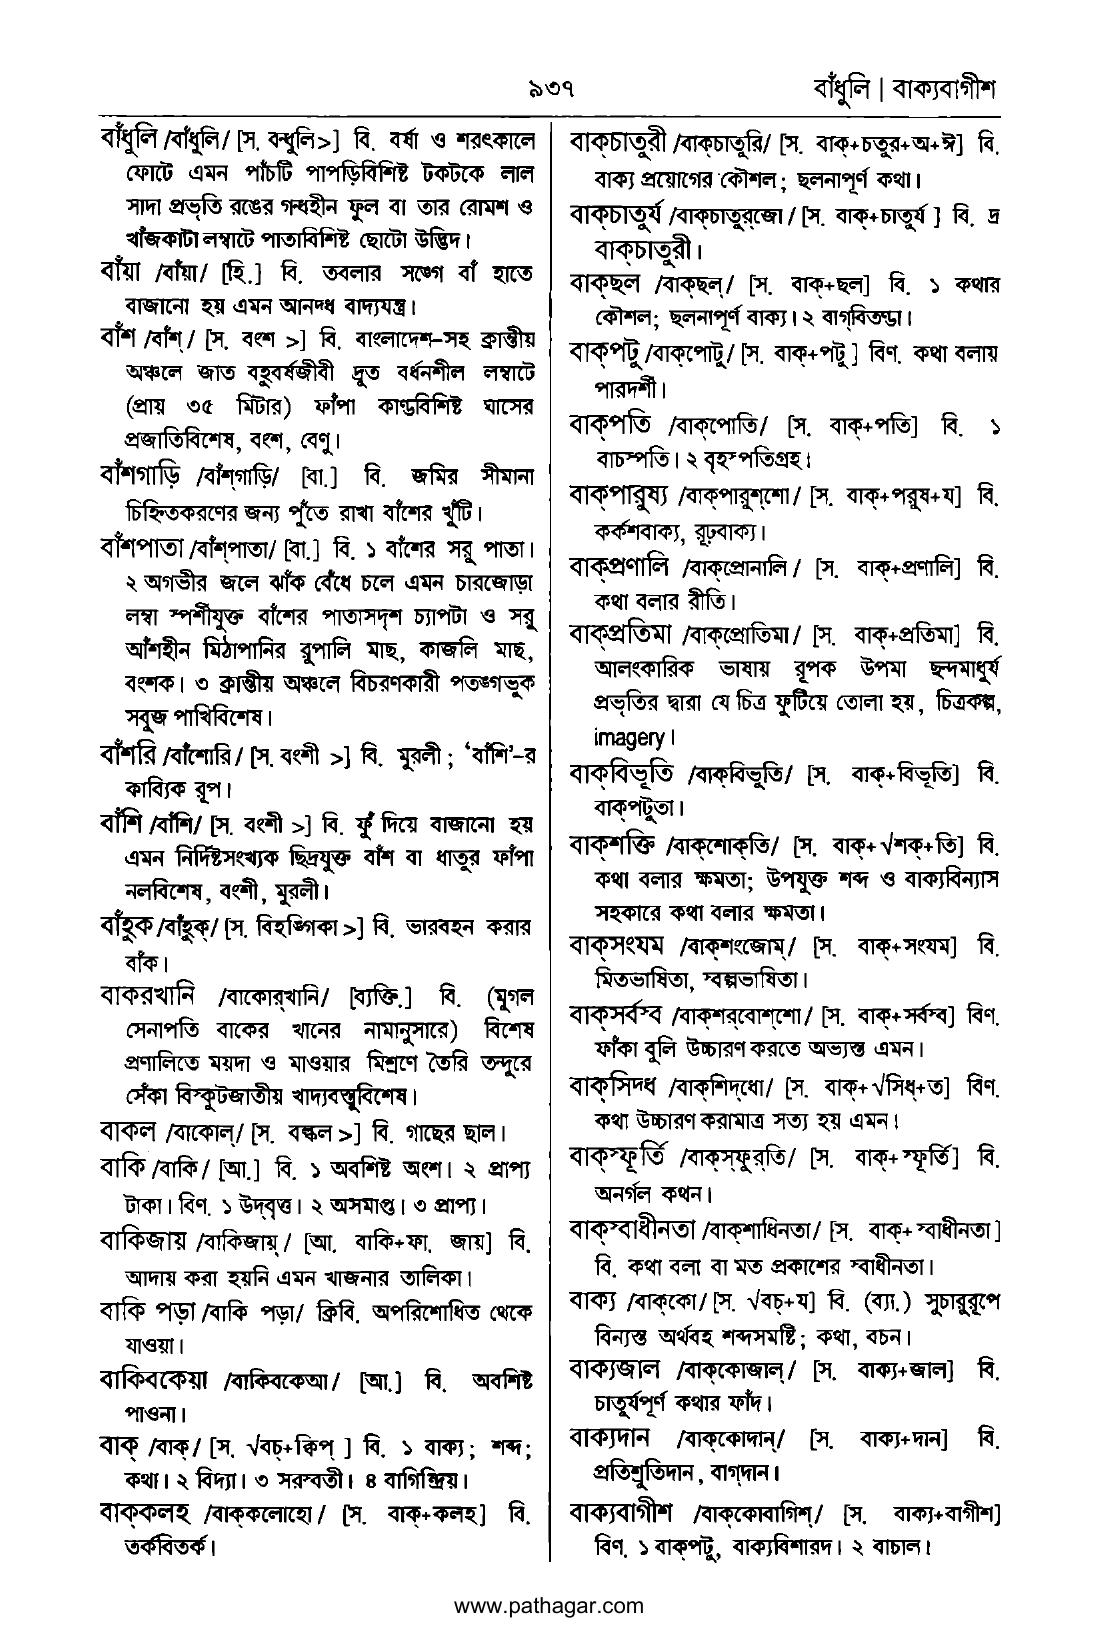 ৯৩৭
বাঁধুলি | বাক্যবাগীশ
বাঁধুলি /বাঁধুলি/ [স. বন্ধুলি>] বি. বর্ষা ও শরৎকালে
ফোটে এমন পাঁচটি পাপড়িবিশিষ্ট টকটকে লাল
সাদা প্রভৃতি রঙের গন্ধহীন ফুল বা তার রোমশ ও
খাঁজকাটা লম্বাটে পাতাবিশিষ্ট ছোটো উদ্ভিদ।
বাঁয়া /বাঁয়া/ [হি.] বি. তবলার সঙ্গে বাঁ হাতে
বাজানো হয় এমন আনদ্ধ বাদ্যযন্ত্র।
বাঁশ /বাঁশ্/ [স. বংশ >] বি. বাংলাদেশ-সহ ক্রান্তীয়
অঞ্চলে জাত বহুবর্ষজীবী দ্রুত বর্ধনশীল লম্বাটে
(প্রায় ৩৫ মিটার) ফাঁপা কাণ্ডবিশিষ্ট ঘাসের
প্রজাতিবিশেষ, বংশ, বেণু।
বাঁশগাড়ি /বাঁশ্‌গাড়ি/ [বা.] বি. জমির সীমানা
চিহ্নিতকরণের জন্য পুঁতে রাখা বাঁশের খুঁটি।
বাঁশপাতা /বাঁশ্‌পাতা/ [বা.] বি. ১ বাঁশের সরু পাতা।
২ অগভীর জলে ঝাঁক বেঁধে চলে এমন চারজোড়া
লম্বা স্পর্শীযুক্ত বাঁশের পাতাসদৃশ চ্যাপটা ও সরু
আঁশহীন মিঠাপানির রুপালি মাছ, কাজলি মাছ,
বংশক। ৩ ক্রান্তীয় অঞ্চলে বিচরণকারী পতঙ্গভুক
সবুজ পাখিবিশেষ।
বাঁশরি /বাঁশোরি/ [স. বংশী >] বি. মুরলী; ‘বাঁশি’-র
কাব্যিক রূপ।
বাঁশি /বাঁশি/ [স. বংশী >] বি. ফুঁ দিয়ে বাজানো হয়
এমন নির্দিষ্টসংখ্যক ছিদ্রযুক্ত বাঁশ বা ধাতুর ফাঁপা
নলবিশেষ, বংশী, মুরলী।
বাঁহুক /বাঁহুক্/ [স. বিহঙ্গিকা >] বি. ভারবহন করার
বাঁক।
বাকরখানি /বাকোর্‌খানি/ [ব্যক্তি.] বি. (মুগল
সেনাপতি বাকের খানের নামানুসারে) বিশেষ
প্রণালিতে ময়দা ও মাওয়ার মিশ্রণে তৈরি তন্দুরে
সেঁকা বিস্কুটজাতীয় খাদ্যবস্তুবিশেষ।
বাকল /বাকোল্/ [স. বল্কল >] বি. গাছের ছাল।
বাকি /বাকি/ [আ.] বি. ১ অবশিষ্ট অংশ। ২ প্রাপ্য
টাকা। বিণ. ১ উদ্‌বৃত্ত। ২ অসমাপ্ত। ৩ প্রাপ্য।
বাকিজায় /বাকিজায়্/ [আ. বাকি+ফা. জায়] বি.
আদায় করা হয়নি এমন খাজনার তালিকা।
বাকি পড়া /বাকি পড়া/ ক্রিবি. অপরিশোধিত থেকে
যাওয়া।
বাকিবকেয়া /বাকিবকেআ/ [আ.] বি. অবশিষ্ট
পাওনা।
বাক্ /বাক্/ [স. √বচ্+ক্বিপ্ ] বি. ১ বাক্য; শব্দ;
কথা। ২ বিদ্যা। ৩ সরস্বতী। ৪ বাগিন্দ্রিয়।
বাক্‌কলহ /বাক্‌কলোহো/ [স. বাক্+কলহ] বি.
তর্কবিতর্ক।
বাক্‌চাতুরী /বাক্‌চাতুরি/ [স. বাক্+চতুর+অ+ঈ] বি.
বাক্য প্রয়োগের কৌশল; ছলনাপূর্ণ কথা।
বাক্‌চাতুর্য /বাক্‌চাতুর্‌জো/ [স. বাক্+চাতুর্য ] বি. দ্র
বাক্‌চাতুরী।
বাক্‌ছল /বাক্‌ছল্/ [স. বাক্+ছল] বি. ১ কথার
কৌশল; ছলনাপূর্ণ বাক্য। ২ বাগ্‌বিতন্ডা।
বাক্‌পটু /বাক্‌পোটু/ [স. বাক্+পটু ] বিণ. কথা বলায়
পারদর্শী।
বাক্‌পতি /বাক্‌পোতি/ [স. বাক্+পতি] বি. ১
বাচস্পতি। ২ বৃহস্পতিগ্রহ।
বাক্‌পারুষ্য /বাক্‌পারুশ্‌শো/ [স. বাক্+পরুষ+য] বি.
কর্কশবাক্য, রূঢ়বাক্য।
বাক্‌প্রণালি /বাক্‌প্রোনালি/ [স. বাক্+প্রণালি] বি.
কথা বলার রীতি।
বাক্‌প্রতিমা /বাক্‌প্রোতিমা/ [স. বাক্+প্রতিমা] বি.
আলংকারিক ভাষায় রূপক উপমা ছন্দমাধুর্য
প্রভৃতির দ্বারা যে চিত্র ফুটিয়ে তোলা হয়, চিত্রকল্প,
imagery।
বাক্‌বিভূতি /বাক্‌বিভুতি/ [স. বাক্+বিভূতি] বি.
বাক্‌পটুতা।
বাক্‌শক্তি /বাক্‌শোক্‌তি/ [স. বাক্+√শক্+তি] বি.
কথা বলার ক্ষমতা; উপযুক্ত শব্দ ও বাক্যবিন্যাস
সহকারে কথা বলার ক্ষমতা।
বাক্‌সংযম /বাক্‌শংজোম্/ [স. বাক্+সংযম] বি.
মিতভাষিতা, স্বল্পভাষিতা।
বাক্‌সর্বস্ব /বাক্‌শর্‌বোশ্‌শো/ [স. বাক্+সর্বস্ব] বিণ.
ফাঁকা বুলি উচ্চারণ করতে অভ্যস্ত এমন।
বাক্‌সিদ্ধ /বাক্‌শিদ্‌ধো/ [স. বাক্+√সিধ্+ত] বিণ.
কথা উচ্চারণ করামাত্র সত্য হয় এমন।
বাক্‌স্ফূর্তি /বাক্‌স্‌ফুর্‌তি/ [স. বাক্+স্ফূর্তি] বি.
অনর্গল কথন।
বাক্‌স্বাধীনতা /বাক্‌শাধিনতা/ [স. বাক্+স্বাধীনতা]
বি. কথা বলা বা মত প্রকাশের স্বাধীনতা।
বাক্য /বাক্‌কো/ [স. √বচ্+য] বি. (ব্যা.) সুচারুরূপে
বিন্যস্ত অর্থবহ শব্দসমষ্টি; কথা, বচন।
বাক্যজাল /বাক্‌কোজাল্/ [স. বাক্য+জাল] বি.
চাতুর্যপূর্ণ কথার ফাঁদ।
বাক্যদান /বাক্‌কোদান্/ [স. বাক্য+দান] বি.
প্রতিশ্রুতিদান, বাগ্‌দান।
বাক্যবাগীশ /বাক্‌কোবাগিশ্/ [স. বাক্য+বাগীশ]
বিণ. ১ বাক্‌পটু, বাক্যবিশারদ। ২ বাচাল।
www.pathagar.com